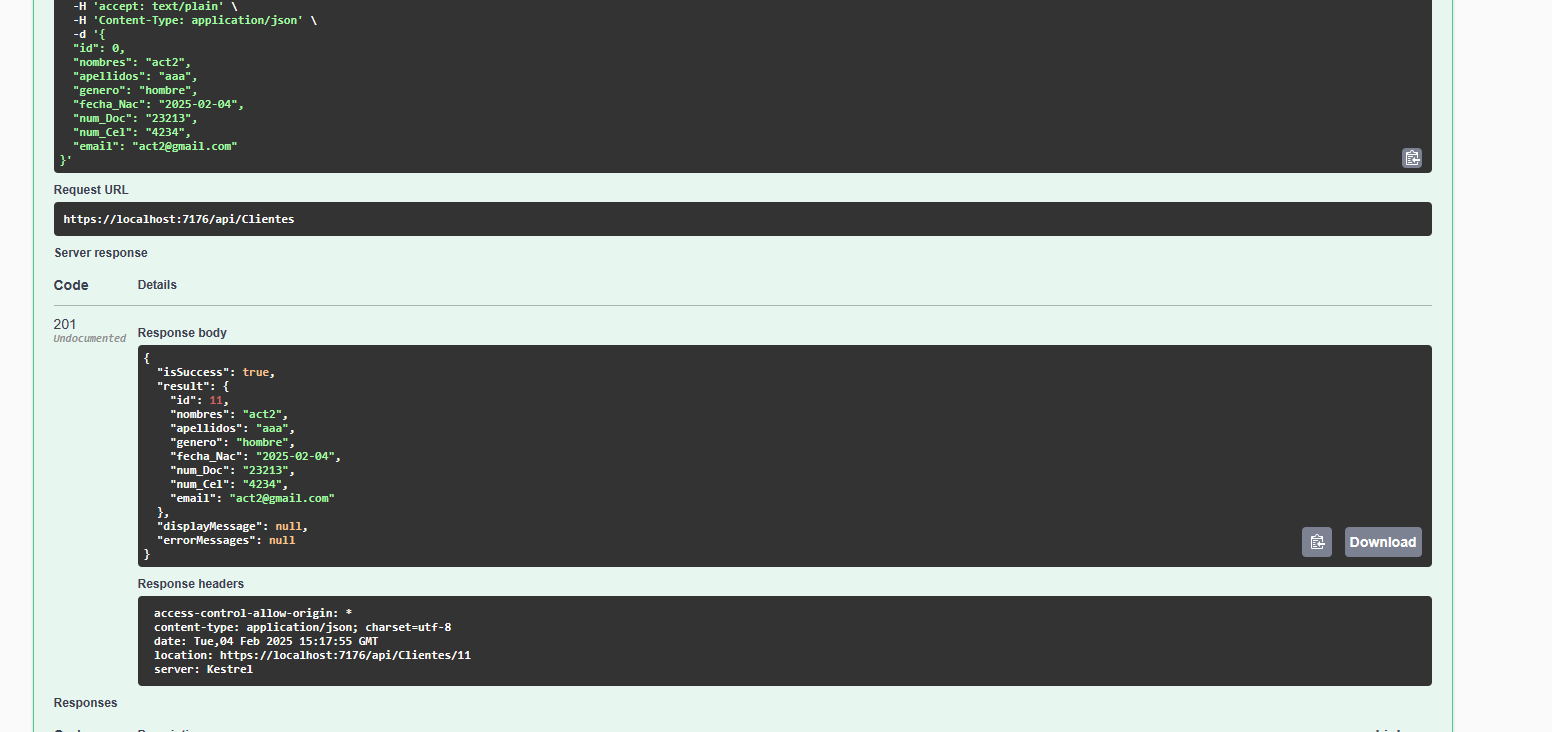 -H 'accept: text/plain' \
-H 'Content-Type: application/json' \
-d '{
"id": 0,
"nombres": "act2",
"apellidos": "aaa",
"genero": "hombre",
"fecha_Nac": "2025-02-04",
"num_Doc": "23213",
"num_Cel": "4234",
"email": "act2@gmail.com"
}'
Request URL
https://localhost:7176/api/Clientes
Server response
Code Details
201
Undocumented
Response body
{
"isSuccess": true,
"result": {
"id": 11,
"nombres": "act2",
"apellidos": "aaa",
"genero": "hombre",
"fecha_Nac": "2025-02-04",
"num_Doc": "23213",
"num_Cel": "4234",
"email": "act2@gmail.com"
},
"displayMessage": null,
"errorMessages": null
}
Download
Response headers
access-control-allow-origin: *
content-type: application/json; charset=utf-8
date: Tue,04 Feb 2025 15:17:55 GMT
location: https://localhost:7176/api/Clientes/11
server: Kestrel
Responses